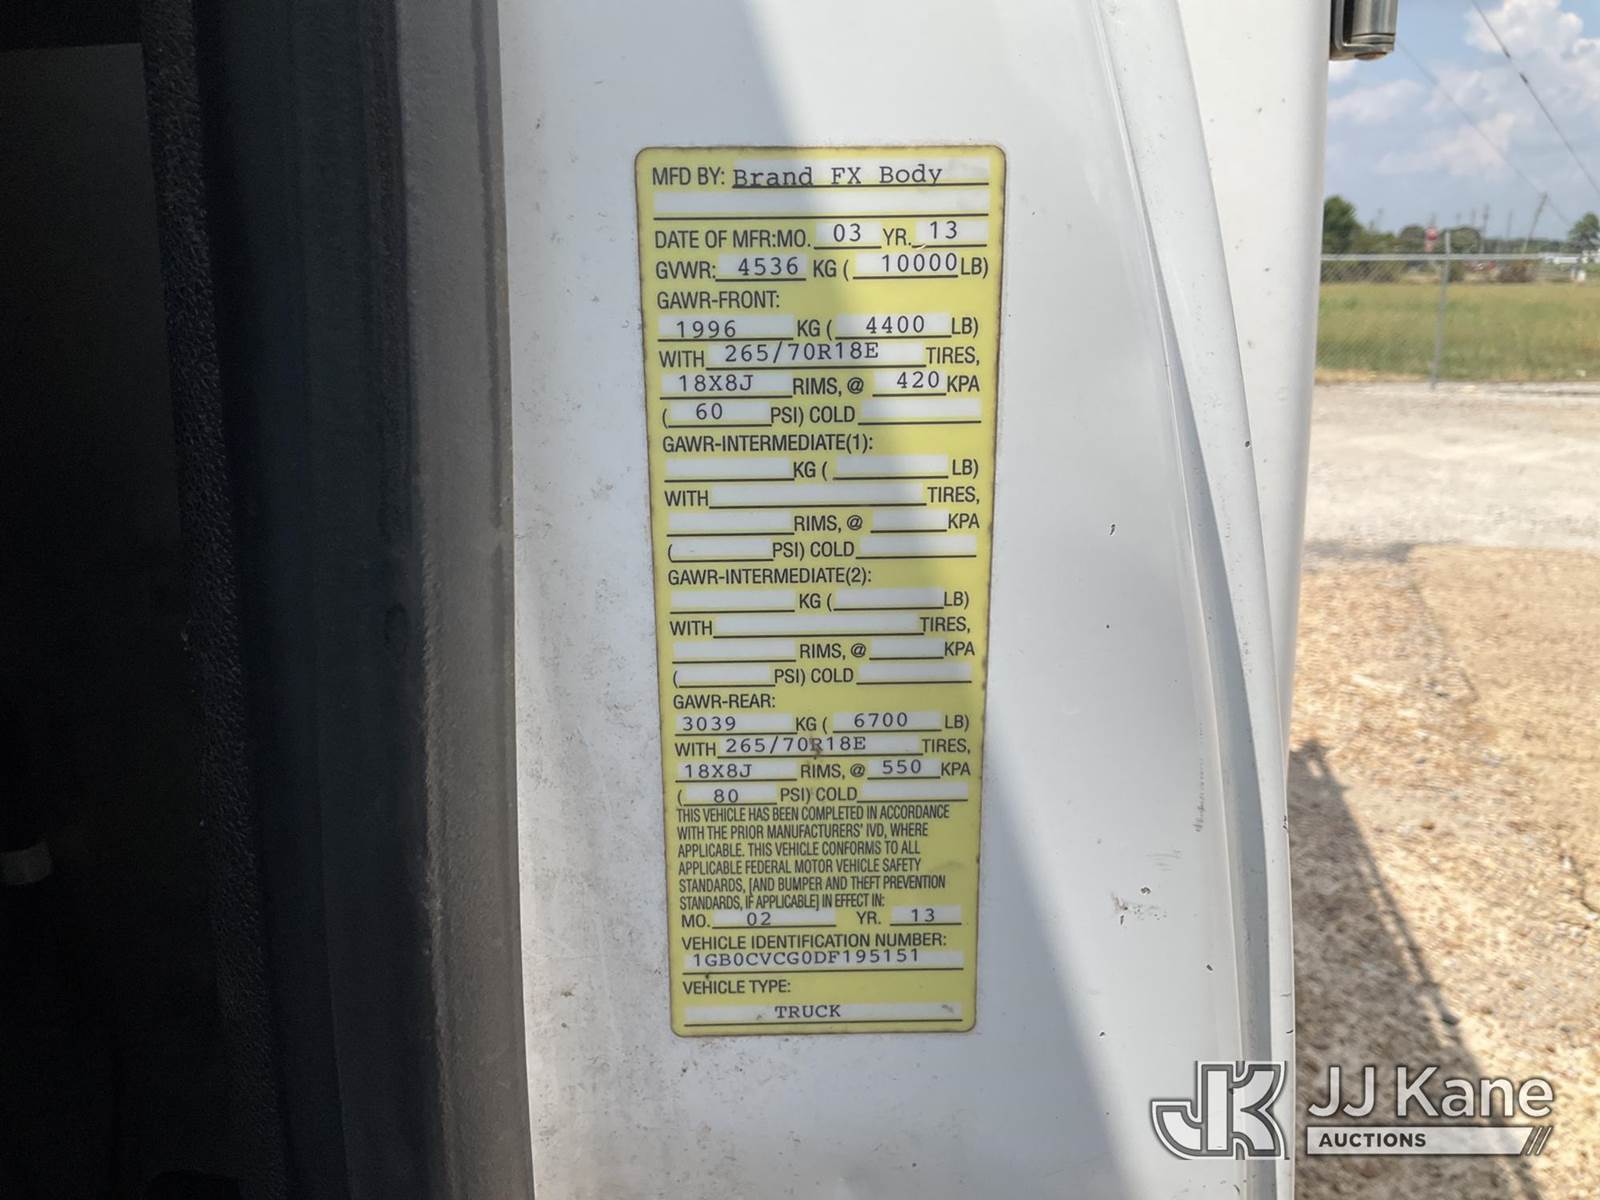 MFD BY: Brand FX Body
DATE OF MFR:MO. 03 YR. 13
GVWR: 4536 KG ( 10000 LB)
GAWR-FRONT:
1996 KG ( 4400 LB)
WITH 265/70R18E TIRES,
18X8J RIMS, @ 420 KPA
( 60 PSI) COLD
GAWR-INTERMEDIATE(1):
KG ( LB)
WITH TIRES,
RIMS, @ KPA
( PSI) COLD
GAWR-INTERMEDIATE(2):
KG ( LB)
WITH TIRES,
RIMS, @ KPA
( PSI) COLD
GAWR-REAR:
3039 KG ( 6700 LB)
WITH 265/70R18E TIRES,
18X8J RIMS, @ 550 KPA
( 80 PSI) COLD
THIS VEHICLE HAS BEEN COMPLETED IN ACCORDANCE
WITH THE PRIOR MANUFACTURERS' IVD, WHERE
APPLICABLE. THIS VEHICLE CONFORMS TO ALL
APPLICABLE FEDERAL MOTOR VEHICLE SAFETY
STANDARDS, [AND BUMPER AND THEFT PREVENTION
STANDARDS, IF APPLICABLE] IN EFFECT IN:
MO. 02 YR. 13
VEHICLE IDENTIFICATION NUMBER:
1GB0CVCG0DF195151
VEHICLE TYPE:
TRUCK
JK JJ Kane
AUCTIONS